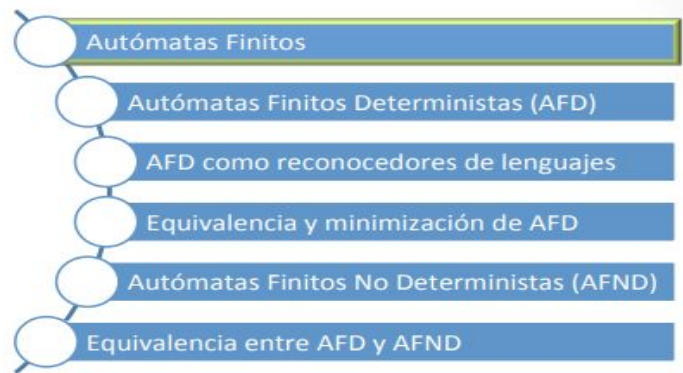 Autómatas Finitos
Autómatas Finitos Deterministas (AFD)
AFD como reconocedores de lenguajes
Equivalencia y minimización de AFD
Autómatas Finitos No Deterministas (AFND)
Equivalencia entre AFD y AFND